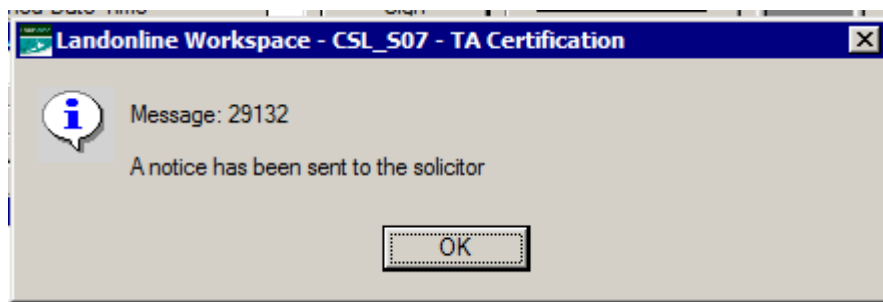 Landonline Workspace - CSL_S07 - TA Certification
Message: 29132
A notice has been sent to the solicitor
OK